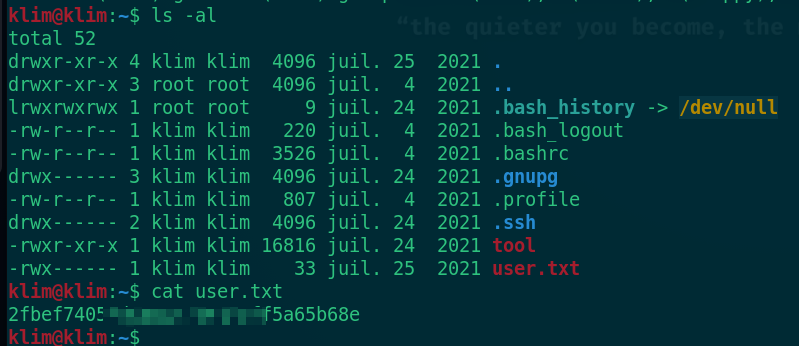 "the quieter you become, the
klim@klim:~$ ls -al
total 52
drwxr-xr-x 4 klim klim  4096 juil. 25  2021 .
drwxr-xr-x 3 root root  4096 juil.  4  2021 ..
lrwxrwxrwx 1 root root     9 juil. 24  2021 .bash_history -> /dev/null
-rw-r--r-- 1 klim klim   220 juil.  4  2021 .bash_logout
-rw-r--r-- 1 klim klim  3526 juil.  4  2021 .bashrc
drwx------ 3 klim klim  4096 juil. 24  2021 .gnupg
-rw-r--r-- 1 klim klim   807 juil.  4  2021 .profile
drwx------ 2 klim klim  4096 juil. 24  2021 .ssh
-rwxr-xr-x 1 klim klim 16816 juil. 24  2021 tool
-rwx------ 1 klim klim    33 juil. 25  2021 user.txt
klim@klim:~$ cat user.txt
2fbef7405 f5a65b68e
klim@klim:~$